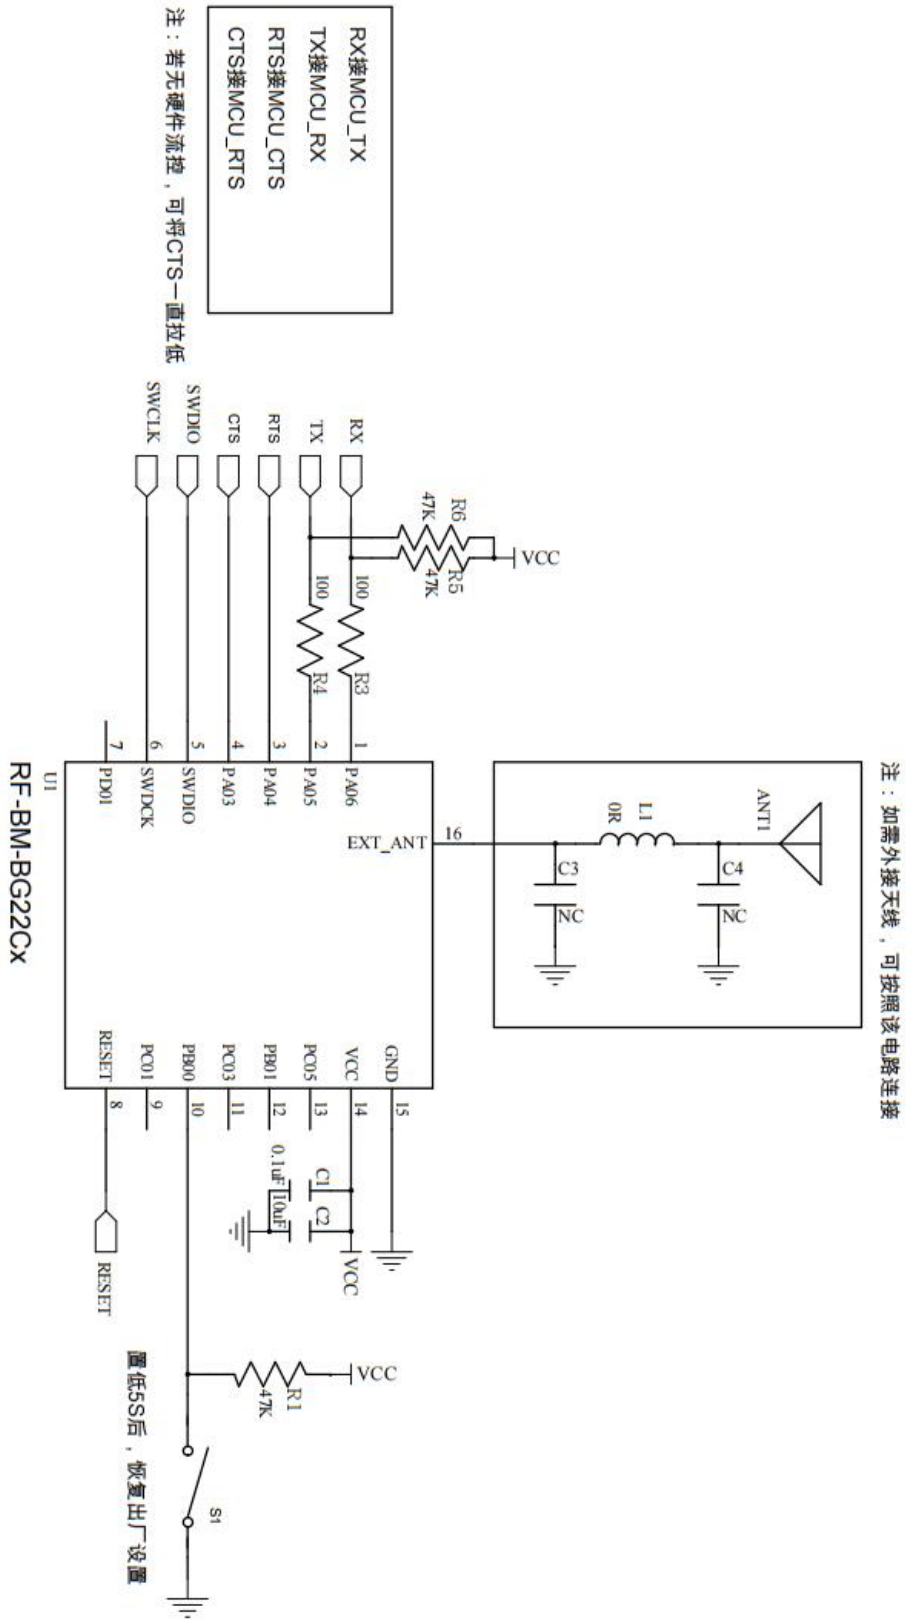 注：如需外接天线，可按照该电路连接
ANT1
L1
0R
C4
NC
C3
NC
RX接MCU_TX
TX接MCU_RX
RTS接MCU_CTS
CTS接MCU_RTS
注：若无硬件流控，可将CTS一直拉低
VCC
R6
47K
R5
47K
RX
TX
RTS
CTS
SWDIO
SWCLK
100
R3
100
R4
1
2
3
4
5
6
7
PA06
PA05
PA04
PA03
SWDIO
SWDCK
PD01
EXT_ANT
16
U1
RF-BM-BG22Cx
GND
VCC
PC05
PB01
PC03
PB00
PC01
RESET
15
14
13
12
11
10
9
8
C1
0.1uF
C2
10uF
VCC
RESET
VCC
R1
47K
S1
置低5S后，恢复出厂设置